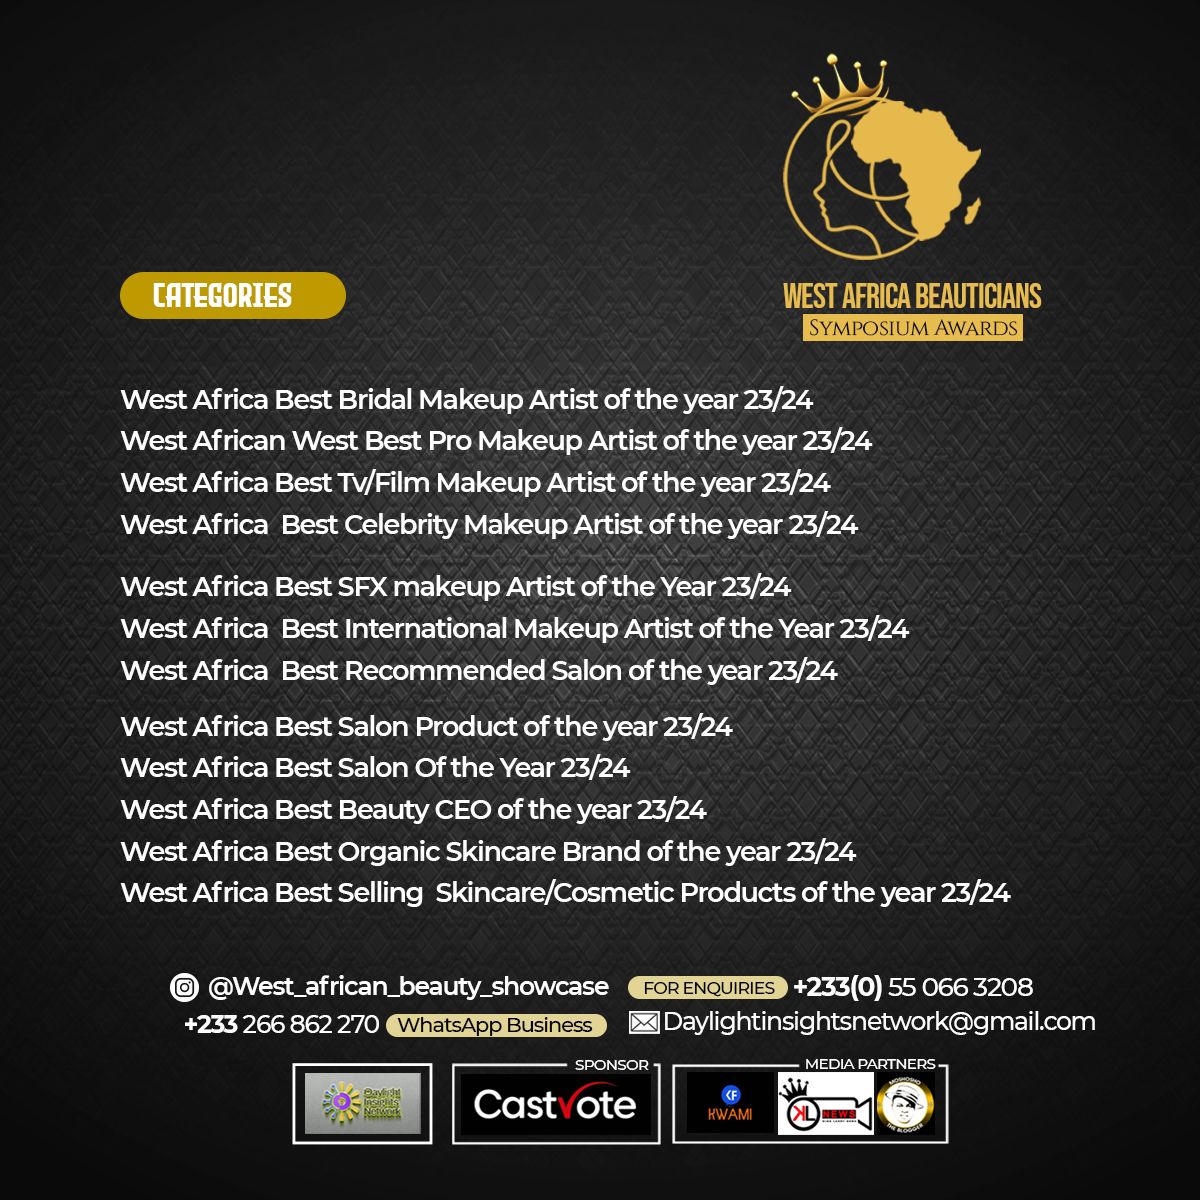 WEST AFRICA BEAUTICIANS
SYMPOSIUM AWARDS
CATEGORIES
West Africa Best Bridal Makeup Artist of the year 23/24
West African West Best Pro Makeup Artist of the year 23/24
West Africa Best Tv/Film Makeup Artist of the year 23/24
West Africa  Best Celebrity Makeup Artist of the year 23/24
West Africa Best SFX makeup Artist of the Year 23/24
West Africa  Best International Makeup Artist of the Year 23/24
West Africa  Best Recommended Salon of the year 23/24
West Africa Best Salon Product of the year 23/24
West Africa Best Salon Of the Year 23/24
West Africa Best Beauty CEO of the year 23/24
West Africa Best Organic Skincare Brand of the year 23/24
West Africa Best Selling  Skincare/Cosmetic Products of the year 23/24
@West_african_beauty_showcase FOR ENQUIRIES +233(0) 55 066 3208
+233 266 862 270 WhatsApp Business Daylightinsightsnetwork@gmail.com
Daylight
Insights
Network
SPONSOR
CastVote
MEDIA PARTNERS
KF
KWAMI
KL NEWS
MOSHOSHO
THE BLOGGER